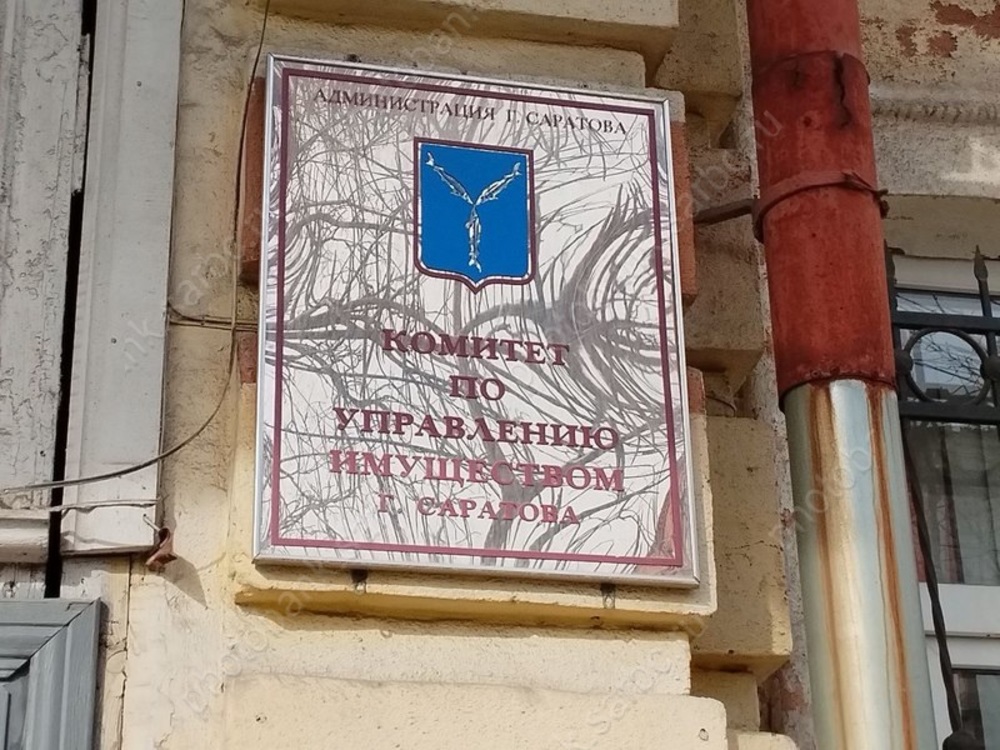 АДМИНИСТРАЦИЯ Г. САРАТОВА
КОМИТЕТ
ПО
УПРАВЛЕНИЮ
ИМУЩЕСТВОМ
Г. САРАТОВА